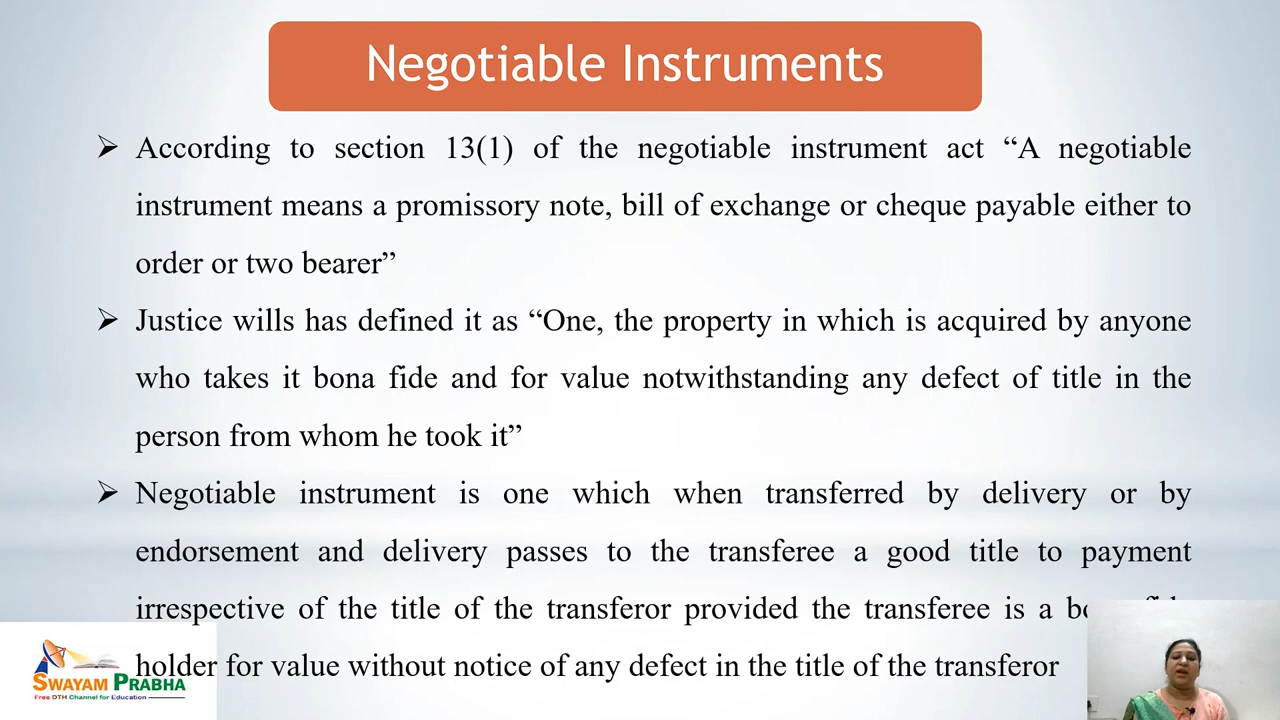 Negotiable Instruments
According to section 13(1) of the negotiable instrument act “A negotiable
instrument means a promissory note, bill of exchange or cheque payable either to
order or two bearer”
Justice wills has defined it as “One, the property in which is acquired by anyone
who takes it bona fide and for value notwithstanding any defect of title in the
person from whom he took it”
Negotiable instrument is one which when transferred by delivery or by
endorsement and delivery passes to the transferee a good title to payment
irrespective of the title of the transferor provided the transferee is a
holder for value without notice of any defect in the title of the transferor
SWAYAM PRABHA
Free DTH Channel for Education